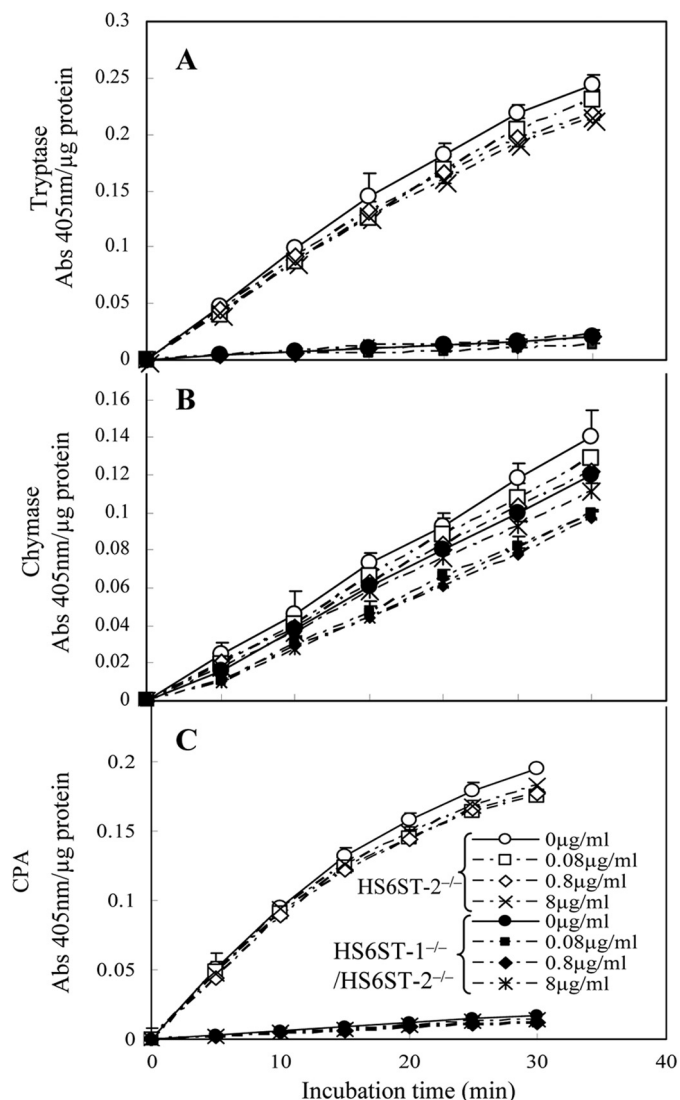 A
Tryptase
Abs 405nm/μg protein
0.3
0.25
0.2
0.15
0.1
0.05
0
B
Chymase
Abs 405nm/μg protein
0.16
0.14
0.12
0.1
0.08
0.06
0.04
0.02
0
C
CPA
Abs 405nm/μg protein
0.2
0.15
0.1
0.05
0
HS6ST-2⁻/⁻
0μg/ml
0.08μg/ml
0.8μg/ml
8μg/ml
HS6ST-1⁻/⁻
/HS6ST-2⁻/⁻
0μg/ml
0.08μg/ml
0.8μg/ml
8μg/ml
0 10 20 30 40
Incubation time (min)